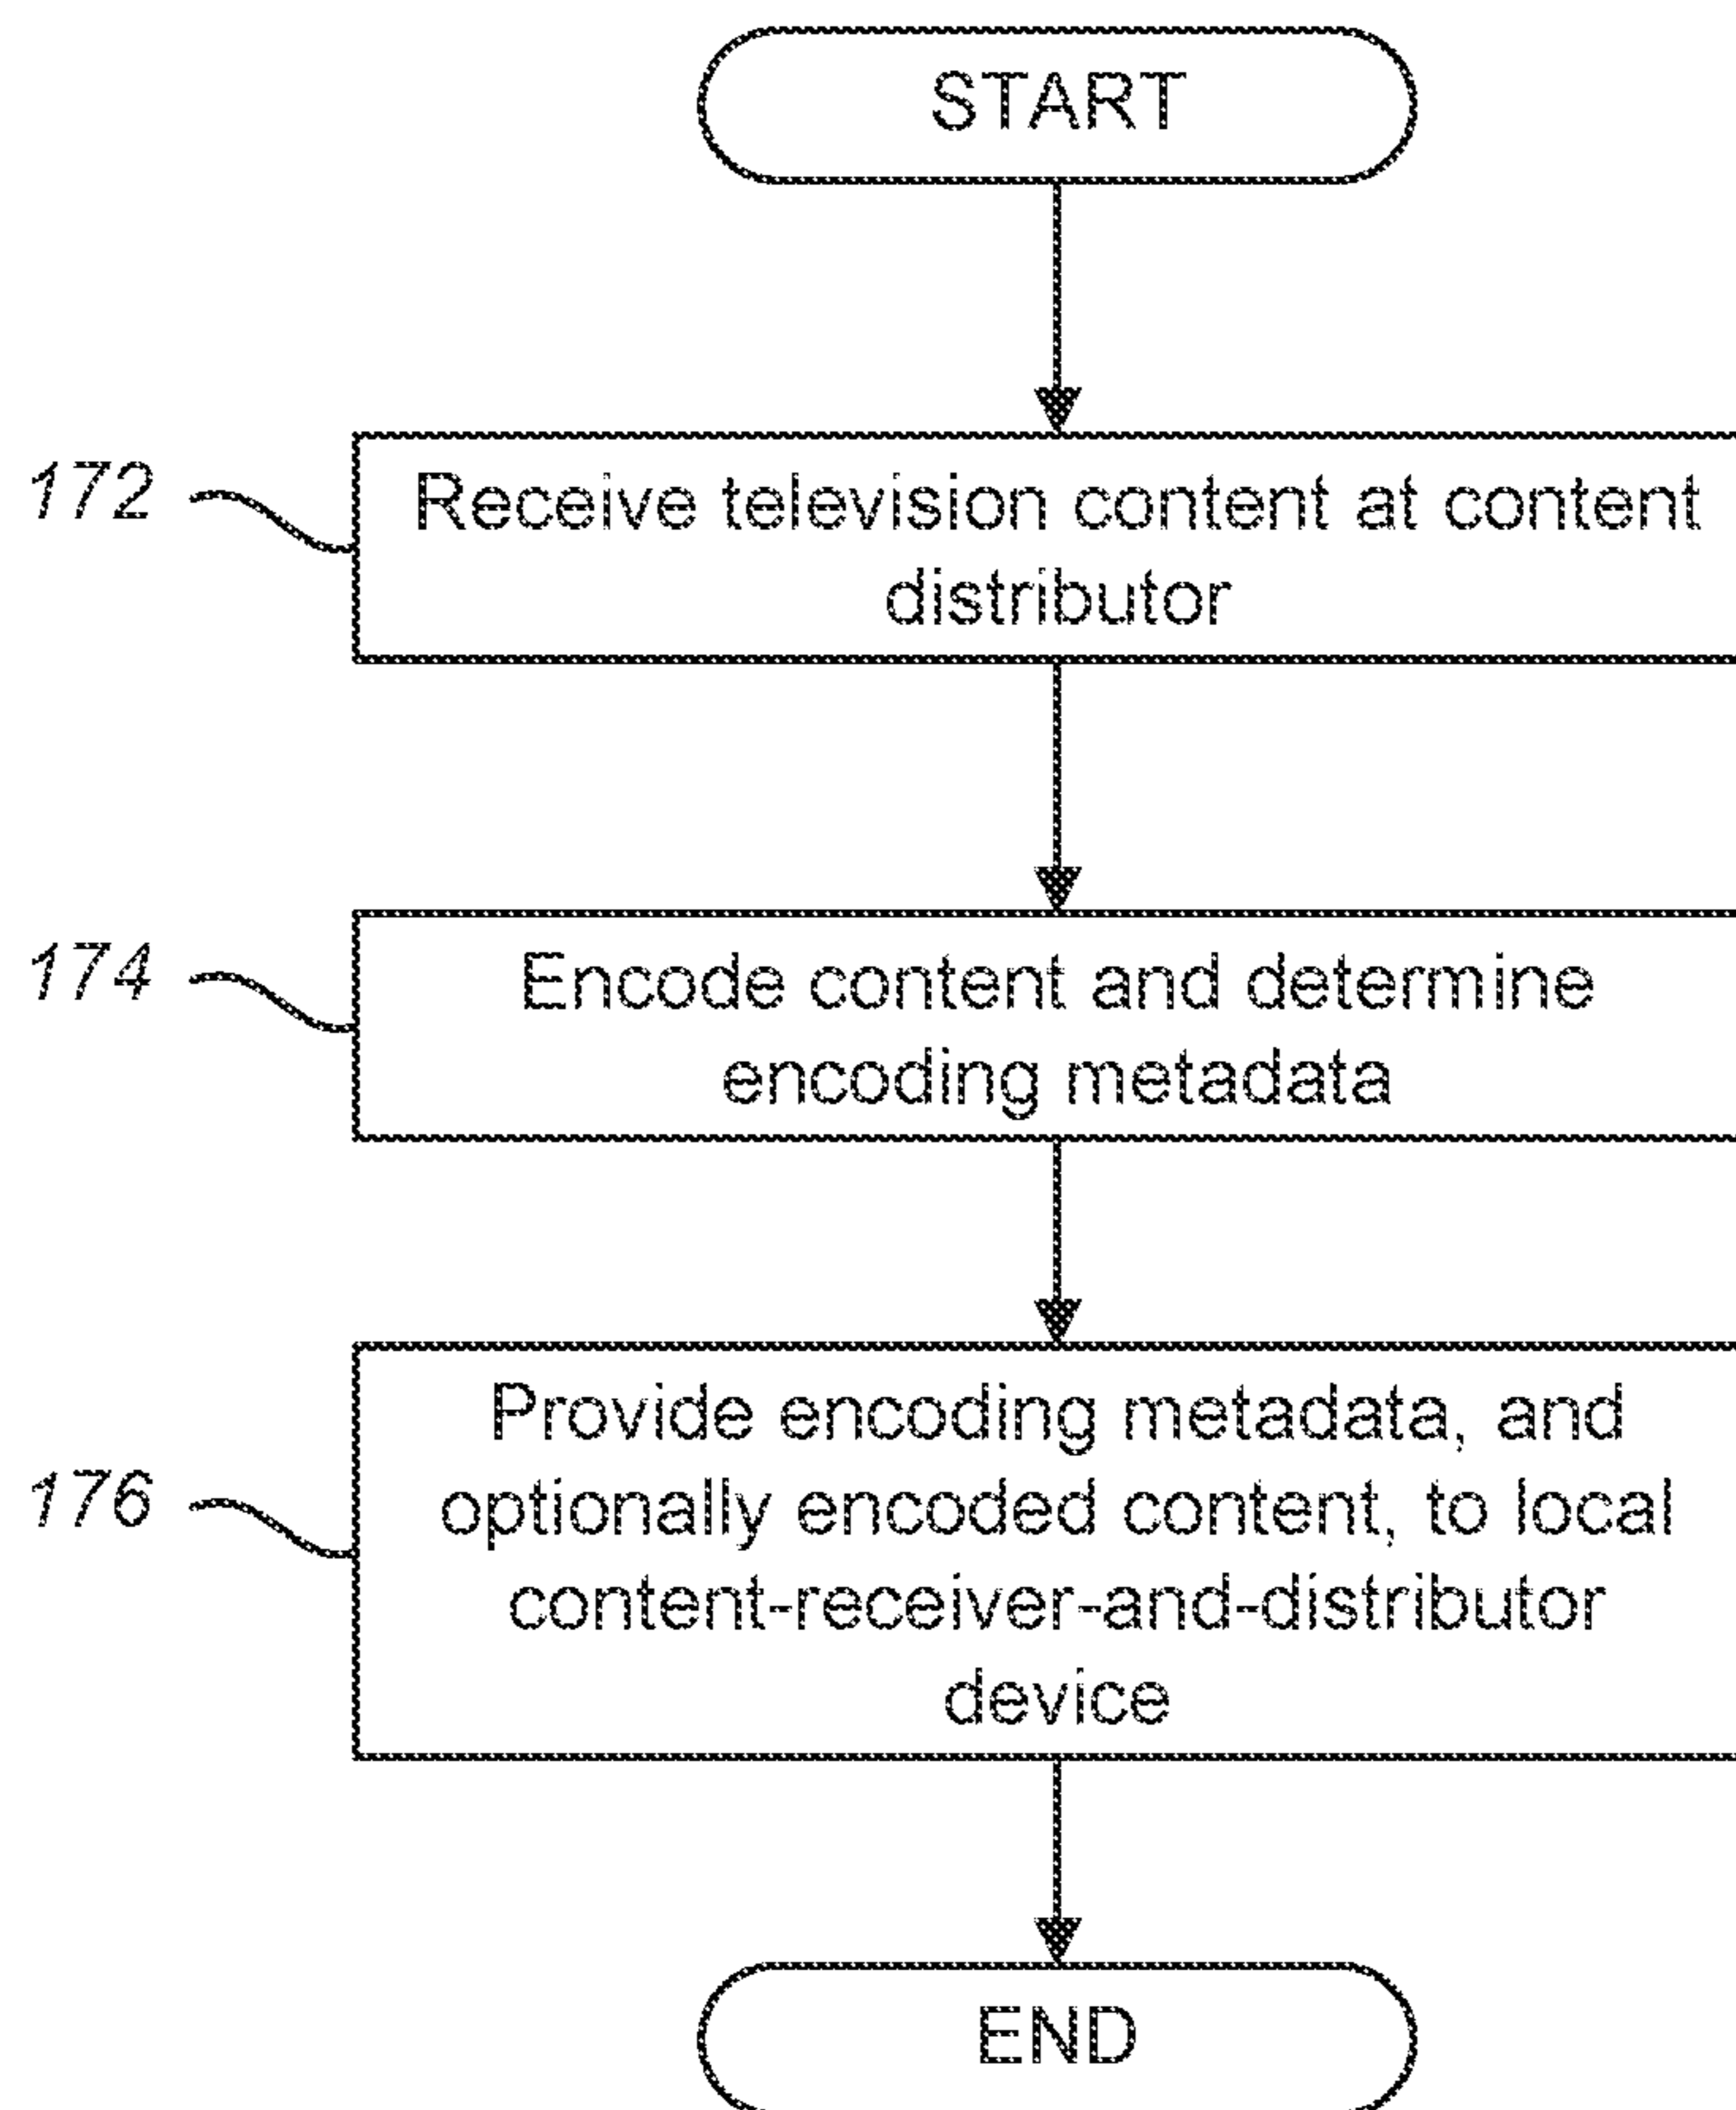 START
172
Receive television content at content
distributor
174
Encode content and determine
encoding metadata
176
Provide encoding metadata, and
optionally encoded content, to local
content-receiver-and-distributor
device
END